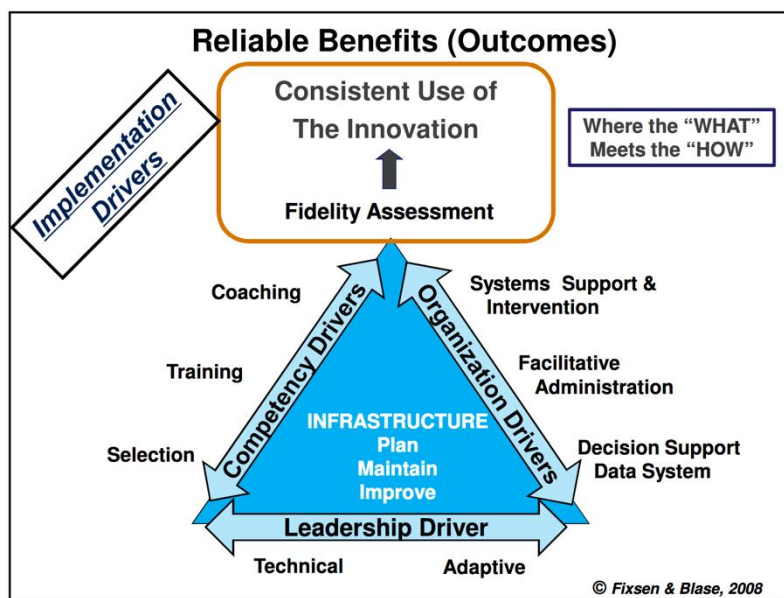 Reliable Benefits (Outcomes)
Implementation
Drivers
Consistent Use of
The Innovation
Where the “WHAT”
Meets the “HOW”
Fidelity Assessment
Coaching
Training
Selection
Competency Drivers
Organization Drivers
Systems Support &
Intervention
Facilitative
Administration
Decision Support
Data System
INFRASTRUCTURE
Plan
Maintain
Improve
Leadership Driver
Technical
Adaptive
© Fixsen & Blase, 2008